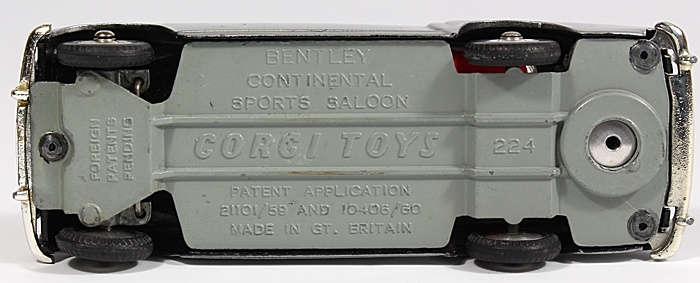 BENTLEY
CONTINENTAL
SPORTS SALOON
CORGI TOYS
224
PATENT APPLICATION
21101/59 AND 10406/60
MADE IN GT. BRITAIN
FOREIGN
PATENTS
PENDING